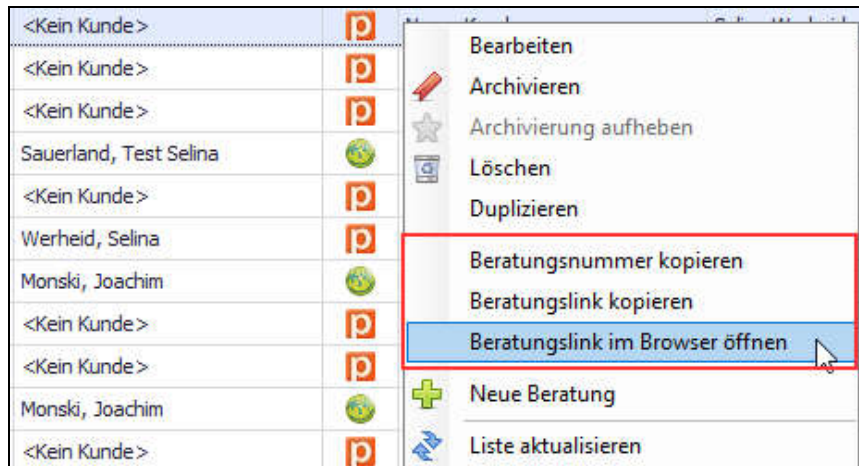 <Kein Kunde>
Bearbeiten
<Kein Kunde>
Archivieren
<Kein Kunde>
Archivierung aufheben
Sauerland, Test Selina
Löschen
<Kein Kunde>
Duplizieren
Werheid, Selina
Beratungsnummer kopieren
Monski, Joachim
Beratungslink kopieren
<Kein Kunde>
Beratungslink im Browser öffnen
<Kein Kunde>
Neue Beratung
Monski, Joachim
Liste aktualisieren
<Kein Kunde>